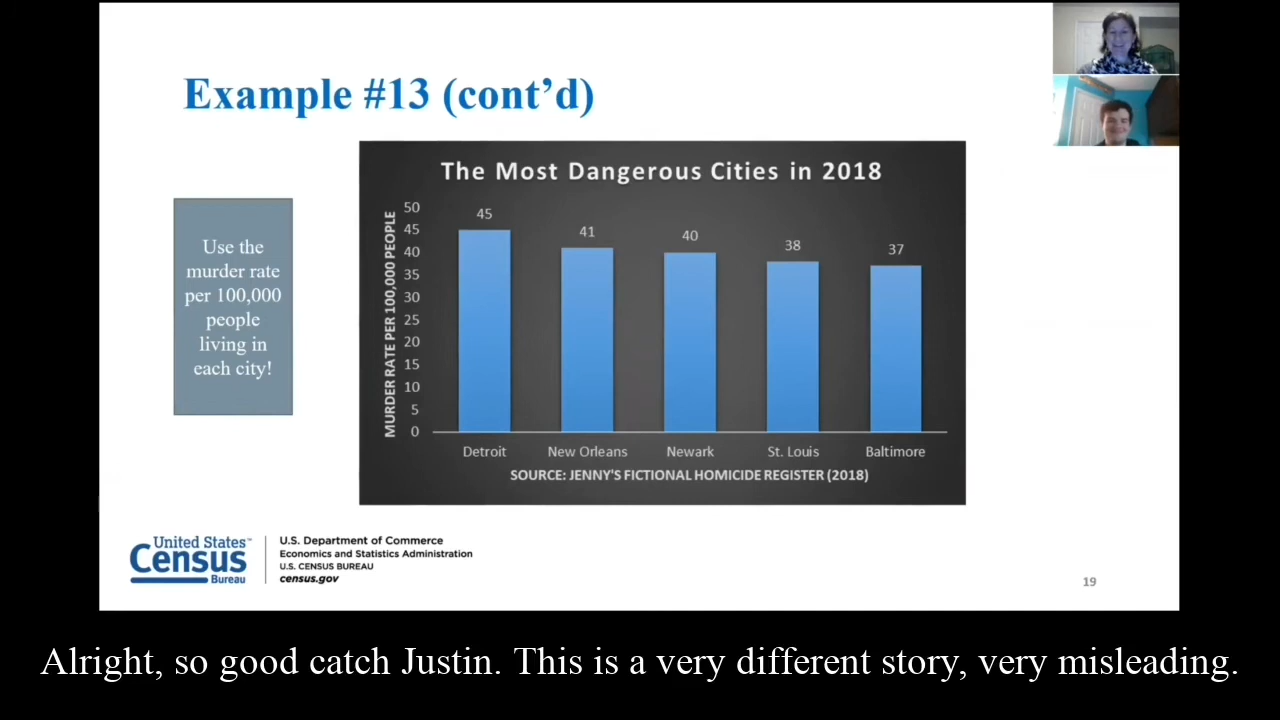 Example #13 (cont’d)
Use the
murder rate
per 100,000
people
living in
each city!
The Most Dangerous Cities in 2018
MURDER RATE PER 100,000 PEOPLE
50
45
40
35
30
25
20
15
10
5
0
45
41
40
38
37
Detroit
New Orleans
Newark
St. Louis
Baltimore
SOURCE: JENNY'S FICTIONAL HOMICIDE REGISTER (2018)
United States™
Census
Bureau
U.S. Department of Commerce
Economics and Statistics Administration
U.S. CENSUS BUREAU
census.gov
19
Alright, so good catch Justin. This is a very different story, very misleading.